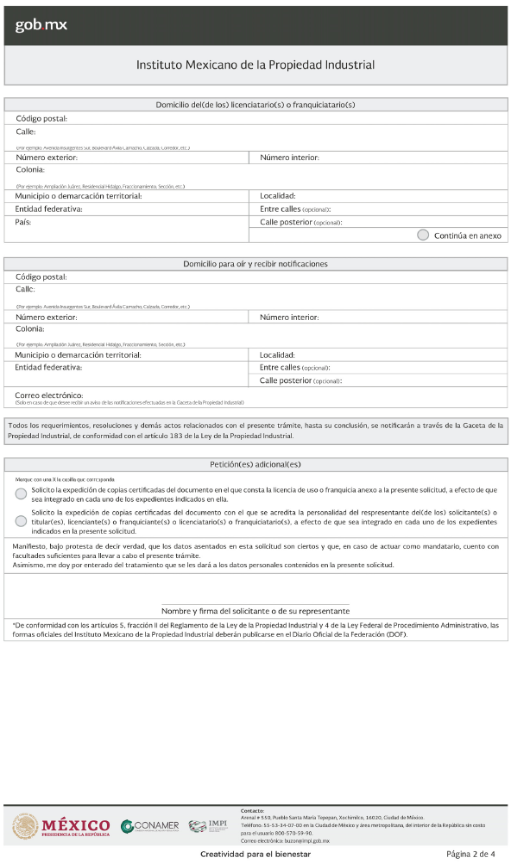 gob.mx
Instituto Mexicano de la Propiedad Industrial
Domicilio del(de los) licenciatario(s) o franquiciatario(s)
Código postal:
Calle:
(Por ejemplo: Avenida Insurgentes Sur, Boulevard Ávila Camacho, Calzada, Corredor, etc.)
Número exterior: Número interior:
Colonia:
(Por ejemplo: Ampliación Juárez, Residencial Hidalgo, Fraccionamiento, Sección, etc.)
Municipio o demarcación territorial: Localidad:
Entidad federativa: Entre calles (opcional):
País: Calle posterior (opcional):
Continúa en anexo
Domicilio para oír y recibir notificaciones
Código postal:
Calle:
(Por ejemplo: Avenida Insurgentes Sur, Boulevard Ávila Camacho, Calzada, Corredor, etc.)
Número exterior: Número interior:
Colonia:
(Por ejemplo: Ampliación Juárez, Residencial Hidalgo, Fraccionamiento, Sección, etc.)
Municipio o demarcación territorial: Localidad:
Entidad federativa: Entre calles (opcional):
Calle posterior (opcional):
Correo electrónico:
(Solo en caso de que desee recibir un aviso de las notificaciones efectuadas en la Gaceta de la Propiedad Industrial)
Todos los requerimientos, resoluciones y demás actos relacionados con el presente trámite, hasta su conclusión, se notificarán a través de la Gaceta de la
Propiedad Industrial, de conformidad con el artículo 183 de la Ley de la Propiedad Industrial.
Petición(es) adicional(es)
Marque con una X la casilla que corresponda
Solicito la expedición de copias certificadas del documento en el que consta la licencia de uso o franquicia anexo a la presente solicitud, a efecto de que
sea integrado en cada uno de los expedientes indicados en ella.
Solicito la expedición de copias certificadas del documento con el que se acredita la personalidad del respresentante del(de los) solicitante(s) o
titular(es), licenciante(s) o franquiciante(s) o licenciatario(s) o franquiciatario(s), a efecto de que sea integrado en cada uno de los expedientes
indicados en la presente solicitud.
Manifiesto, bajo protesta de decir verdad, que los datos asentados en esta solicitud son ciertos y que, en caso de actuar como mandatario, cuento con
facultades suficientes para llevar a cabo el presente trámite.
Asimismo, me doy por enterado del tratamiento que se les dará a los datos personales contenidos en la presente solicitud.
Nombre y firma del solicitante o de su representante
*De conformidad con los artículos 5, fracción II del Reglamento de la Ley de la Propiedad Industrial y 4 de la Ley Federal de Procedimiento Administrativo, las
formas oficiales del Instituto Mexicano de la Propiedad Industrial deberán publicarse en el Diario Oficial de la Federación (DOF).
MÉXICO
PRESIDENCIA DE LA REPÚBLICA
CONAMER
IMPI
Contacto:
Arenal # 550, Pueblo Santa María Tepepan, Xochimilco, 16020, Ciudad de México.
Teléfono: 55-53-34-07-00 en la Ciudad de México y área metropolitana, del interior de la República sin costo
para el usuario 800-570-59-90.
Correo electrónico: buzon@impi.gob.mx
Creatividad para el bienestar Página 2 de 4